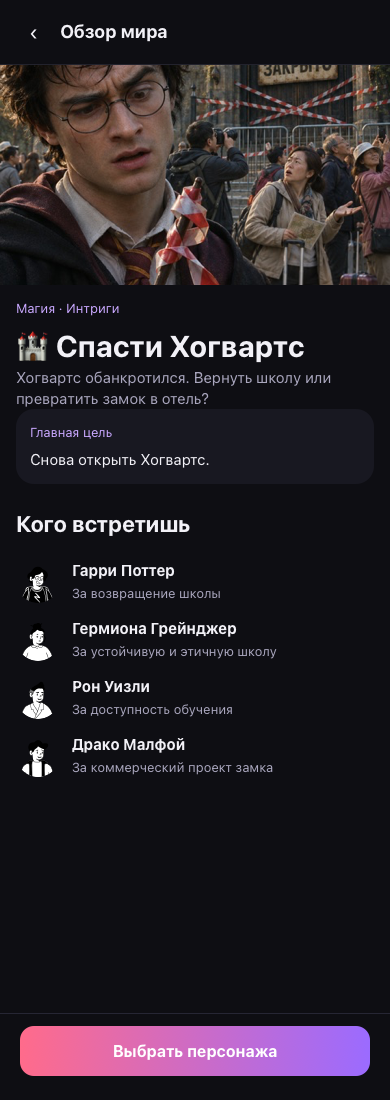 ‹ Обзор мира
ЗАКРЫТО
Магия · Интриги
🏰 Спасти Хогвартс
Хогвартс обанкротился. Вернуть школу или
превратить замок в отель?
Главная цель
Снова открыть Хогвартс.
Кого встретишь
Гарри Поттер
За возвращение школы
Гермиона Грейнджер
За устойчивую и этичную школу
Рон Уизли
За доступность обучения
Драко Малфой
За коммерческий проект замка
Выбрать персонажа